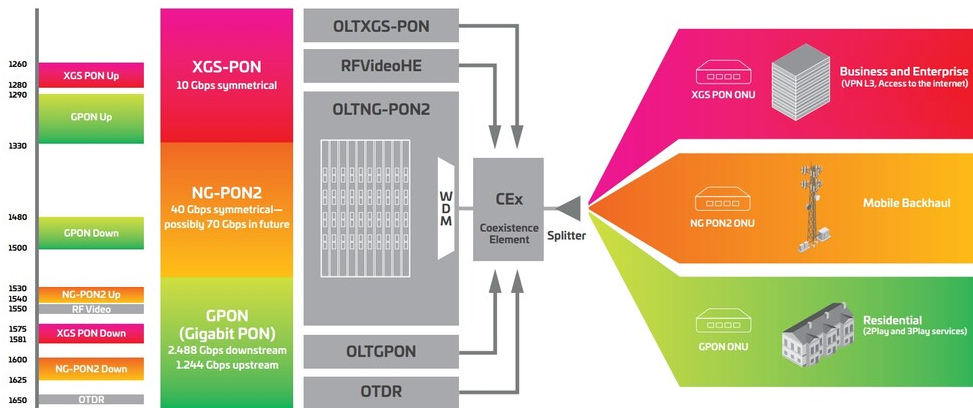 1260
XGS PON Up
1280
1290
GPON Up
1330
1480
GPON Down
1500
1530
NG-PON2 Up
1540
RF Video
1550
1575
XGS PON Down
1581
1600
NG-PON2 Down
1625
OTDR
1650
XGS-PON
10 Gbps symmetrical
NG-PON2
40 Gbps symmetrical—
possibly 70 Gbps in future
GPON
(Gigabit PON)
2.488 Gbps downstream
1.244 Gbps upstream
OLTXGS-PON
RFVideoHE
OLTNG-PON2
WDM
OLTGPON
OTDR
CEx
Coexistence
Element
Splitter
XGS PON ONU
Business and Enterprise
(VPN L3, Access to the internet)
NG PON2 ONU
Mobile Backhaul
GPON ONU
Residential
(2Play and 3Play services)